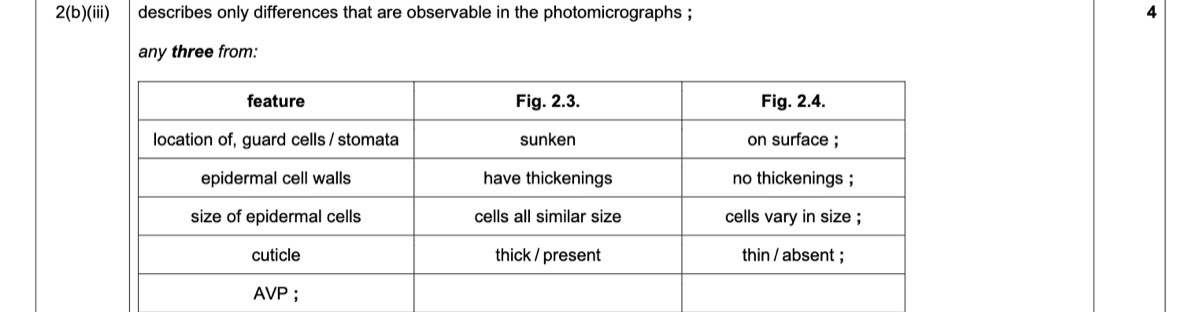 2(b)(iii) describes only differences that are observable in the photomicrographs ; 4
any three from:
feature Fig. 2.3. Fig. 2.4.
location of, guard cells / stomata sunken on surface ;
epidermal cell walls have thickenings no thickenings ;
size of epidermal cells cells all similar size cells vary in size ;
cuticle thick / present thin / absent ;
AVP ;